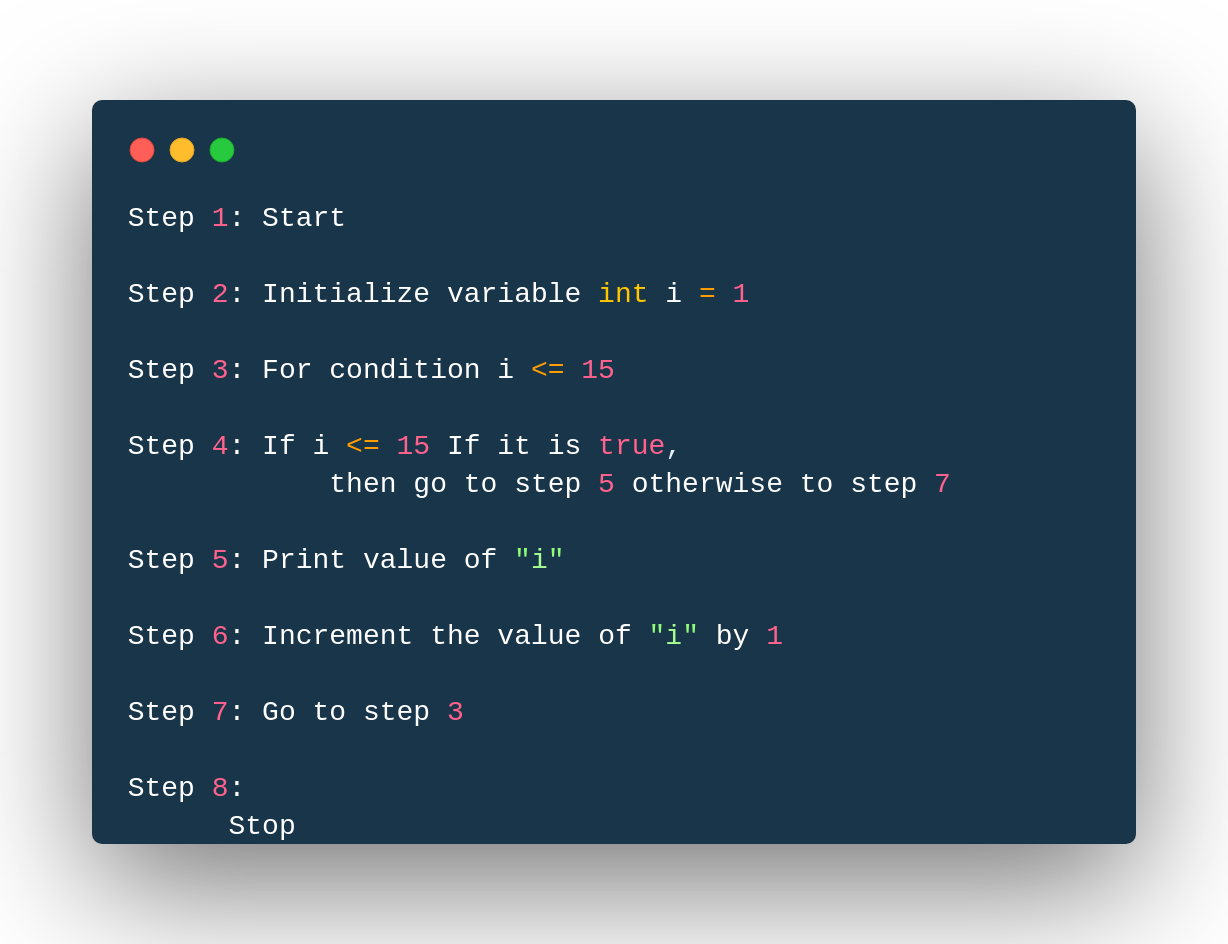 Step 1: Start
Step 2: Initialize variable int i = 1
Step 3: For condition i <= 15
Step 4: If i <= 15 If it is true,
then go to step 5 otherwise to step 7
Step 5: Print value of "i"
Step 6: Increment the value of "i" by 1
Step 7: Go to step 3
Step 8:
Stop